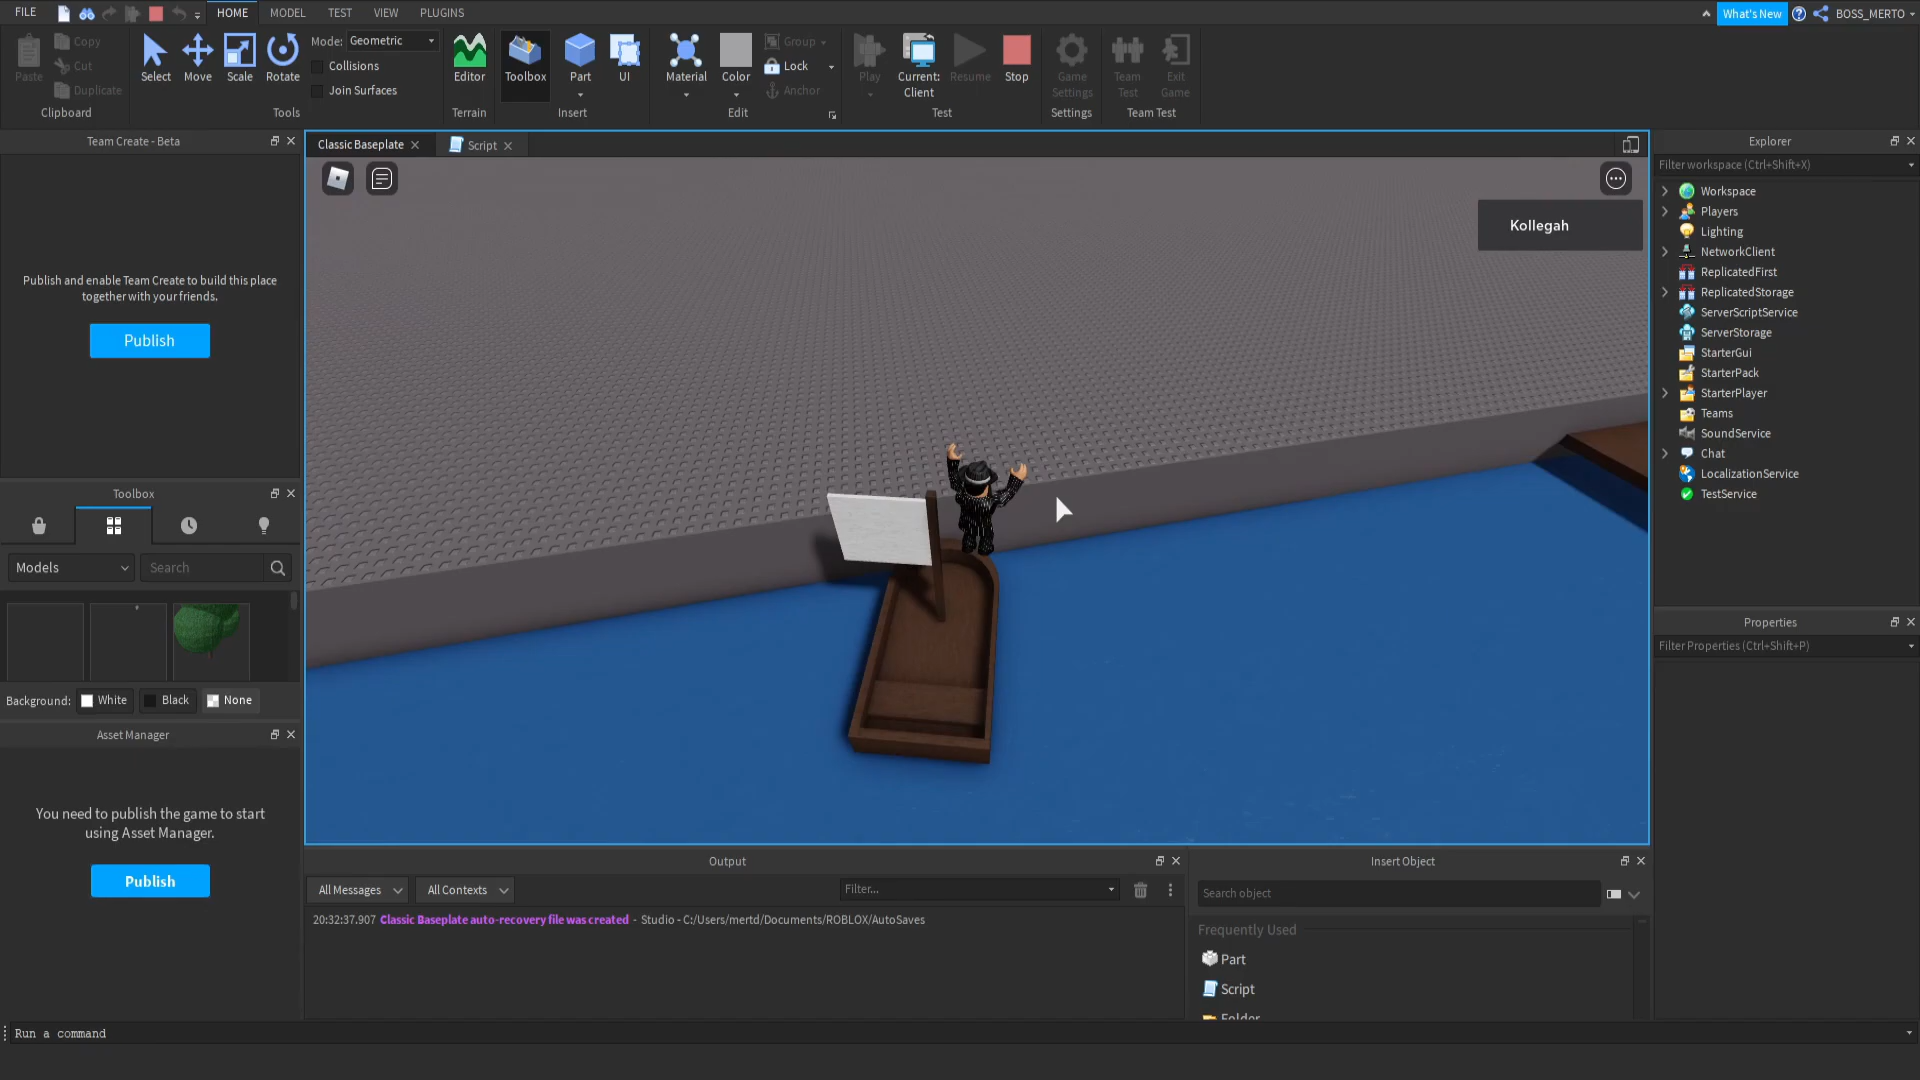 FILE
HOME
MODEL
TEST
VIEW
PLUGINS
What's New
BOSS_MERTO
Paste
Copy
Cut
Duplicate
Clipboard
Select
Move
Scale
Rotate
Mode: Geometric
Collisions
Join Surfaces
Tools
Editor
Terrain
Toolbox
Part
UI
Insert
Material
Color
Group
Lock
Anchor
Edit
Play
Current:
Client
Resume
Stop
Test
Game
Settings
Settings
Team
Test
Exit
Game
Team Test
Team Create - Beta
Publish and enable Team Create to build this place
together with your friends.
Publish
Toolbox
Models
Search
Background:
White
Black
None
Asset Manager
You need to publish the game to start
using Asset Manager.
Publish
Classic Baseplate
Script
Kollegah
Output
All Messages
All Contexts
Filter...
20:32:37.907 Classic Baseplate auto-recovery file was created - Studio - C:/Users/mertd/Documents/ROBLOX/AutoSaves
Insert Object
Search object
Frequently Used
Part
Script
Folder
Explorer
Filter workspace (Ctrl+Shift+X)
Workspace
Players
Lighting
NetworkClient
ReplicatedFirst
ReplicatedStorage
ServerScriptService
ServerStorage
StarterGui
StarterPack
StarterPlayer
Teams
SoundService
Chat
LocalizationService
TestService
Properties
Filter Properties (Ctrl+Shift+P)
Run a command